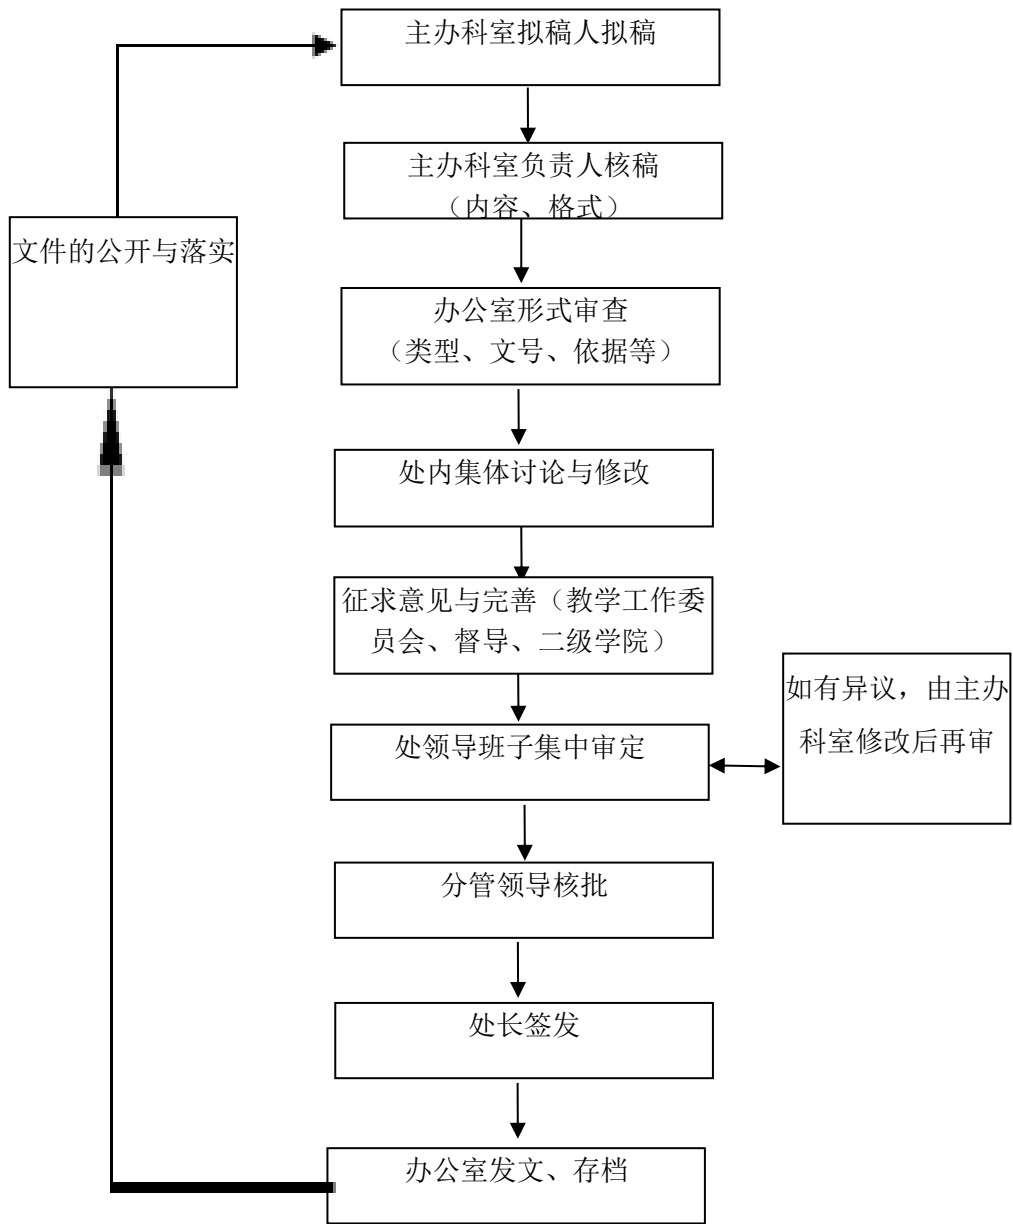 主办科室拟稿人拟稿
主办科室负责人核稿
（内容、格式）
文件的公开与落实
办公室形式审查
（类型、文号、依据等）
处内集体讨论与修改
征求意见与完善（教学工作委
员会、督导、二级学院）
如有异议，由主办
科室修改后再审
处领导班子集中审定
分管领导核批
处长签发
办公室发文、存档